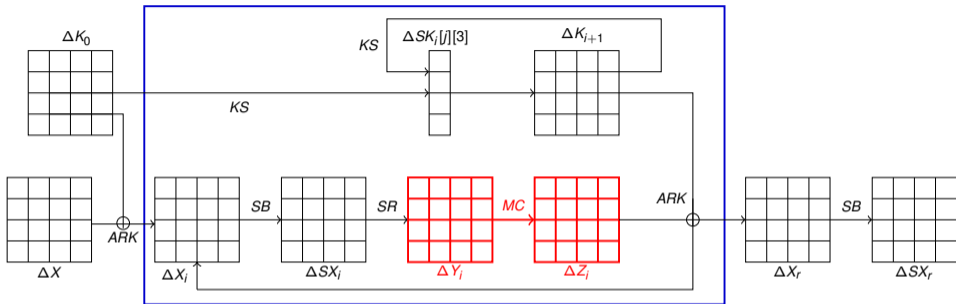 ΔK₀
KS
ΔSKᵢ[j][3]
ΔKᵢ₊₁
KS
ARK
ΔX
ΔXᵢ
SB
ΔSXᵢ
SR
ΔYᵢ
MC
ΔZᵢ
ARK
ΔXᵣ
SB
ΔSXᵣ